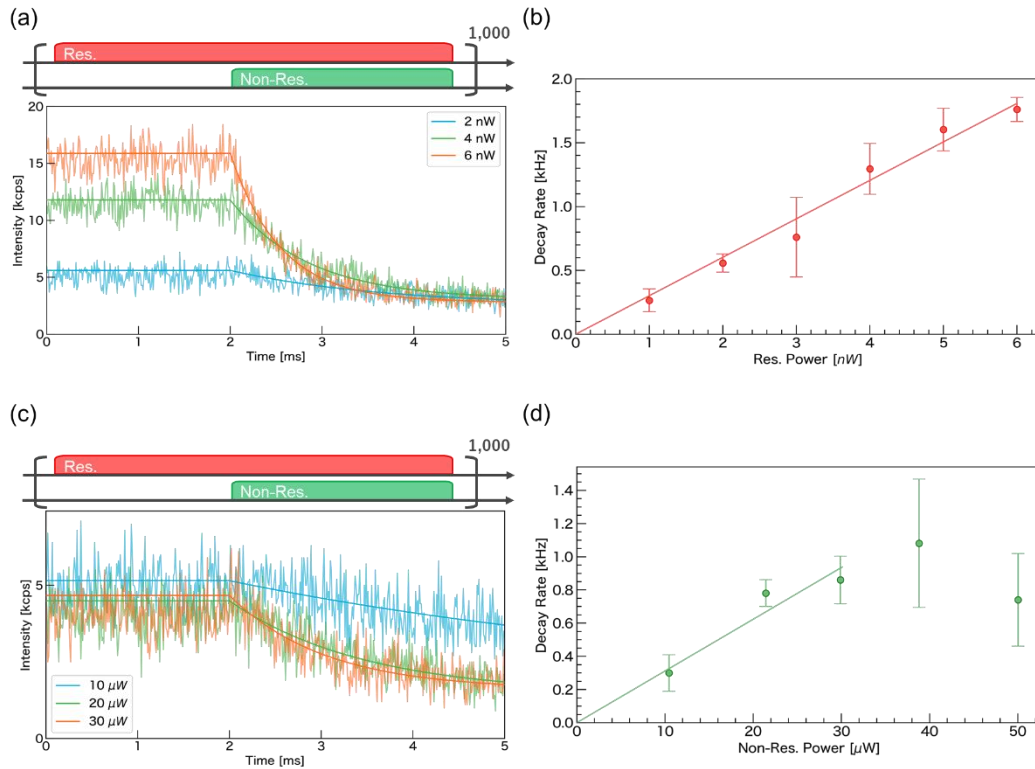 (a)
1,000
Res.
Non-Res.
20
15
10
5
0
Intensity [kcps]
2 nW
4 nW
6 nW
0 1 2 3 4 5
Time [ms]
(b)
2.0
1.5
1.0
0.5
0.0
Decay Rate [kHz]
0 1 2 3 4 5 6
Res. Power [nW]
(c)
1,000
Res.
Non-Res.
5
0
Intensity [kcps]
10 μW
20 μW
30 μW
0 1 2 3 4 5
Time [ms]
(d)
1.4
1.2
1.0
0.8
0.6
0.4
0.2
0.0
Decay Rate [kHz]
0 10 20 30 40 50
Non-Res. Power [μW]